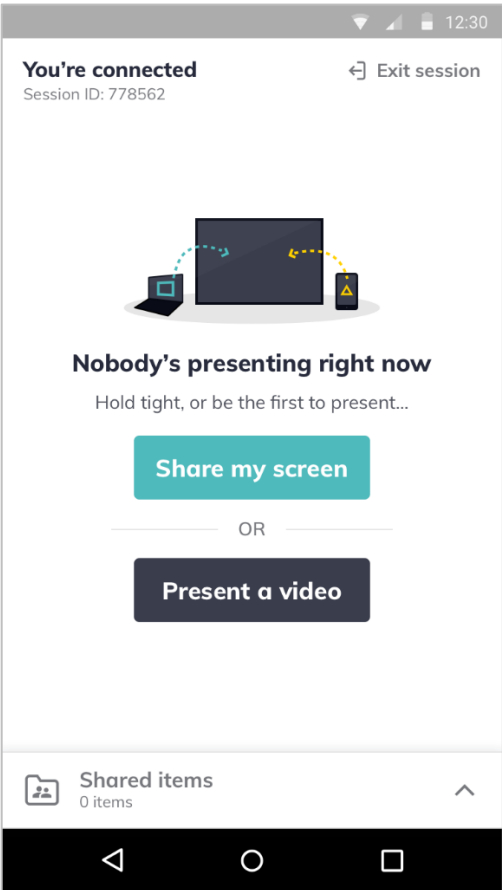 12:30
You’re connected
Exit session
Session ID: 778562
Nobody’s presenting right now
Hold tight, or be the first to present...
Share my screen
OR
Present a video
Shared items
0 items